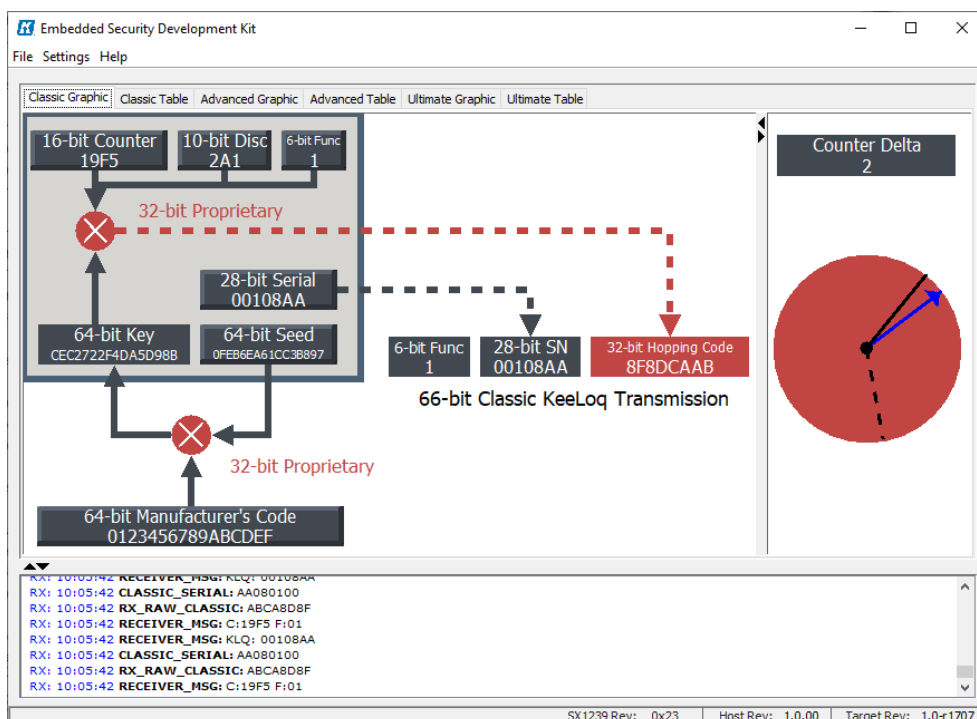 Embedded Security Development Kit
File Settings Help
Classic Graphic Classic Table Advanced Graphic Advanced Table Ultimate Graphic Ultimate Table
16-bit Counter
19F5
10-bit Disc
2A1
6-bit Func
1
Counter Delta
2
32-bit Proprietary
28-bit Serial
00108AA
64-bit Key
CEC2722F4DA5D98B
64-bit Seed
0FEB6EA61CC3B897
6-bit Func
1
28-bit SN
00108AA
32-bit Hopping Code
8F8DCAAB
66-bit Classic KeeLoq Transmission
32-bit Proprietary
64-bit Manufacturer's Code
0123456789ABCDEF
RX: 10:05:42 RECEIVER_MSG: KLQ: 00108AA
RX: 10:05:42 CLASSIC_SERIAL: AA080100
RX: 10:05:42 RX_RAW_CLASSIC: ABCA8D8F
RX: 10:05:42 RECEIVER_MSG: C:19F5 F:01
RX: 10:05:42 RECEIVER_MSG: KLQ: 00108AA
RX: 10:05:42 CLASSIC_SERIAL: AA080100
RX: 10:05:42 RX_RAW_CLASSIC: ABCA8D8F
RX: 10:05:42 RECEIVER_MSG: C:19F5 F:01
SX1239 Rev: 0x23 Host Rev: 1.0.00 Target Rev: 1.0-r1707